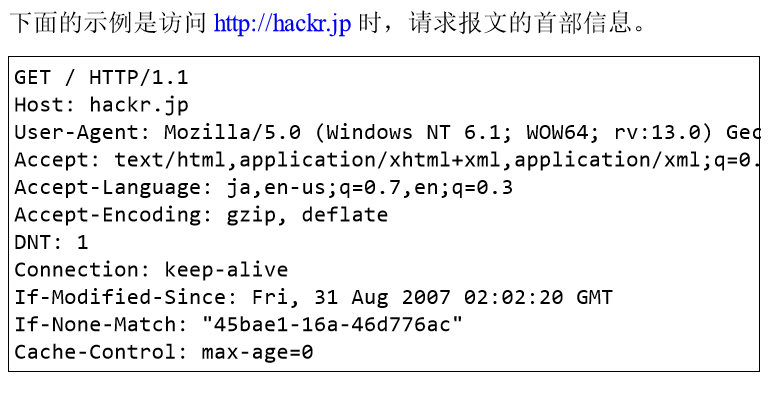 下面的示例是访问 http://hackr.jp 时，请求报文的首部信息。
GET / HTTP/1.1
Host: hackr.jp
User-Agent: Mozilla/5.0 (Windows NT 6.1; WOW64; rv:13.0) Gec
Accept: text/html,application/xhtml+xml,application/xml;q=0.
Accept-Language: ja,en-us;q=0.7,en;q=0.3
Accept-Encoding: gzip, deflate
DNT: 1
Connection: keep-alive
If-Modified-Since: Fri, 31 Aug 2007 02:02:20 GMT
If-None-Match: "45bae1-16a-46d776ac"
Cache-Control: max-age=0